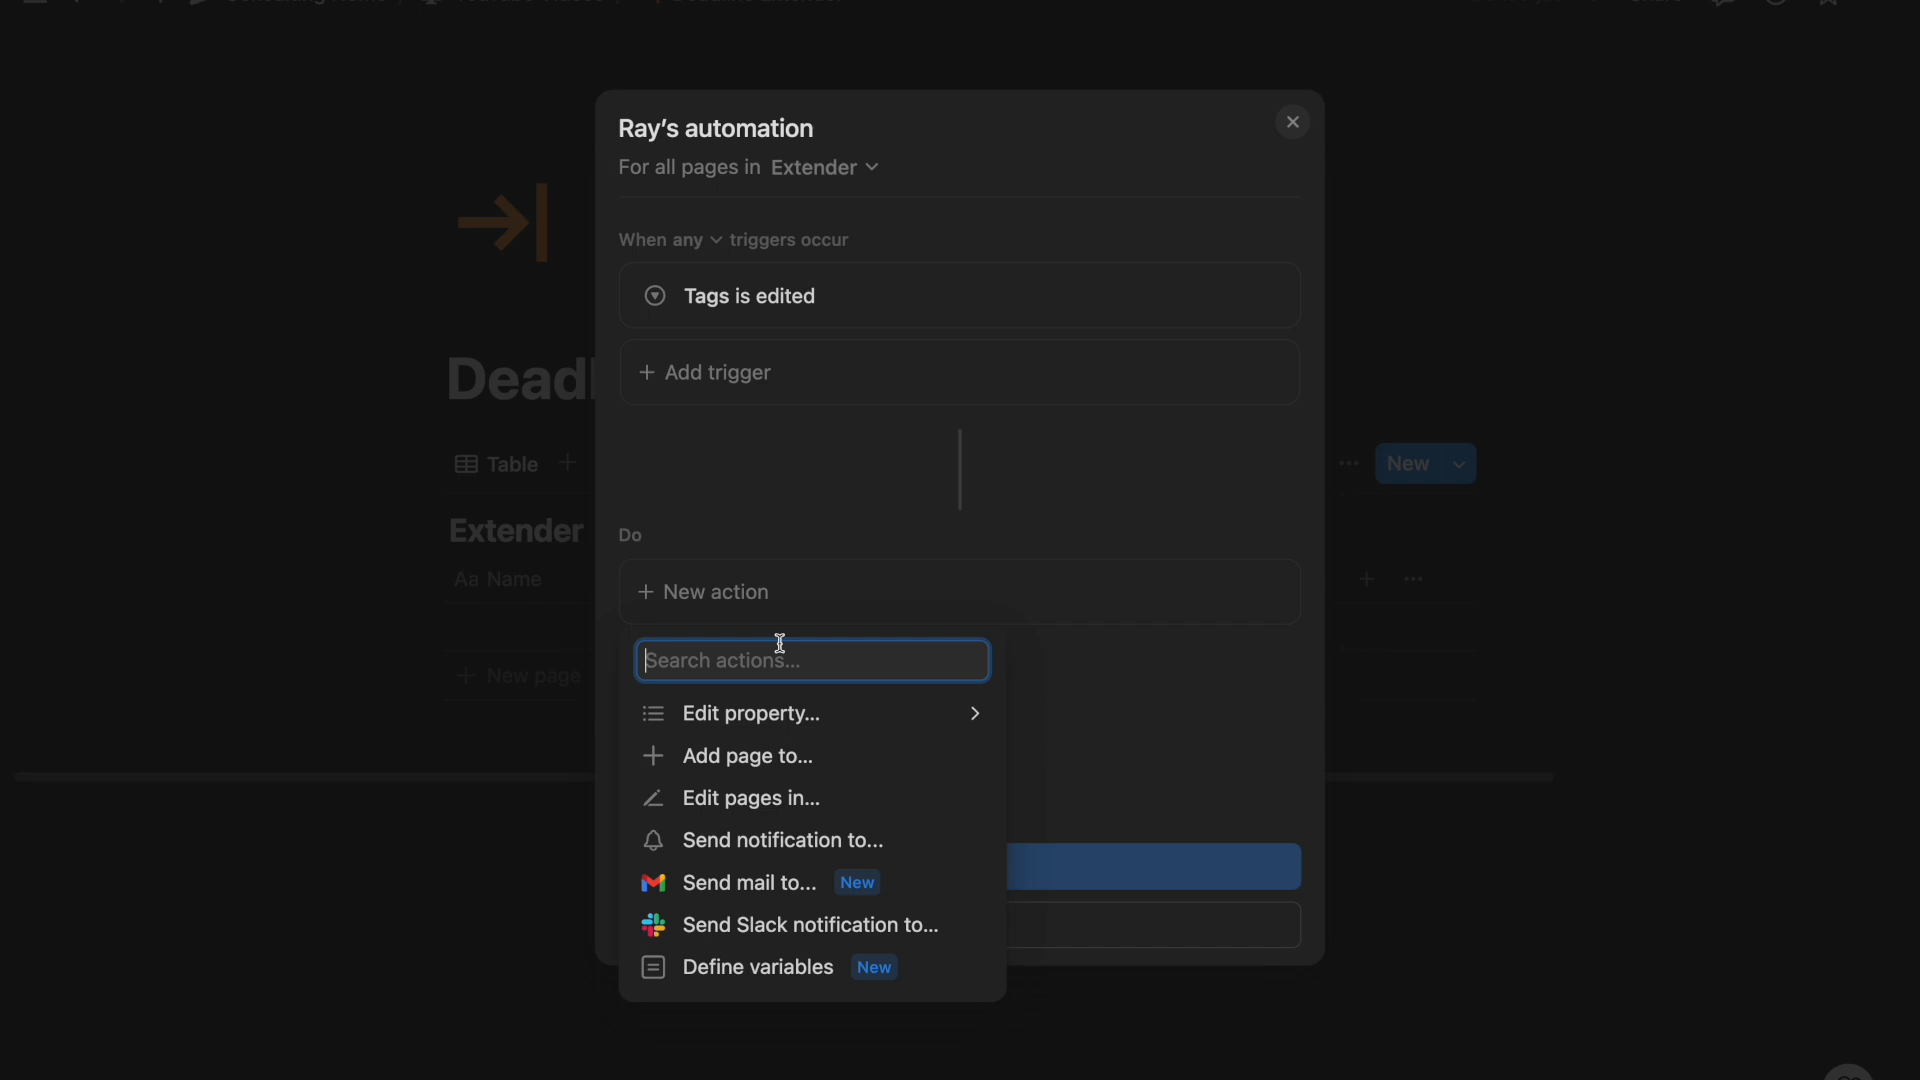 Ray's automation
For all pages in Extender
When any triggers occur
Tags is edited
+ Add trigger
Deadl
Table +
New
Extender
Do
Aa Name
+ New action
+ New page
Search actions...
Edit property...
Add page to...
Edit pages in...
Send notification to...
Send mail to... New
Send Slack notification to...
Define variables New